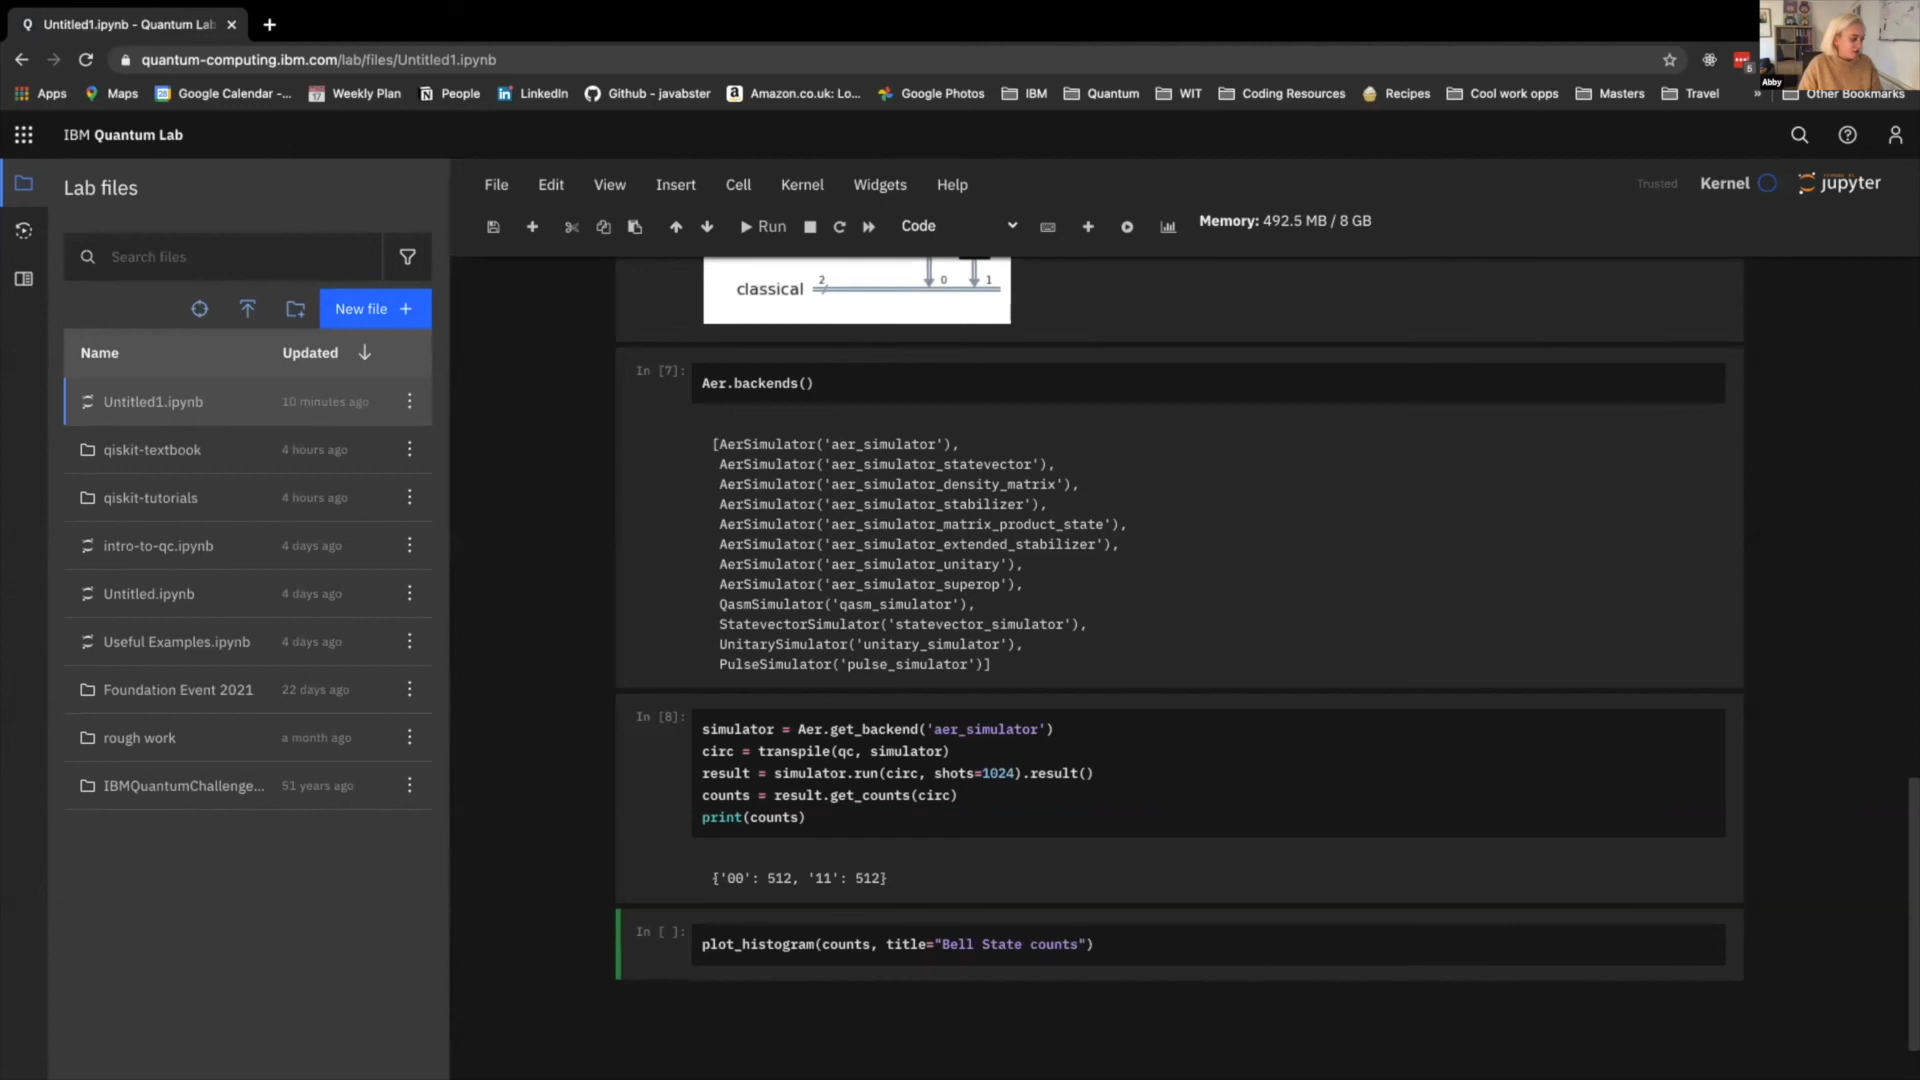 Untitled1.ipynb - Quantum Lab
quantum-computing.ibm.com/lab/files/Untitled1.ipynb
6
Abby
Apps
Maps
28
Google Calendar -...
17
Weekly Plan
People
LinkedIn
Github - javabster
Amazon.co.uk: Lo...
Google Photos
IBM
Quantum
WIT
Coding Resources
Recipes
Cool work opps
Masters
Travel
»
Other Bookmarks
IBM Quantum Lab
Lab files
Search files
New file +
Name Updated
Untitled1.ipynb 10 minutes ago
qiskit-textbook 4 hours ago
qiskit-tutorials 4 hours ago
intro-to-qc.ipynb 4 days ago
Untitled.ipynb 4 days ago
Useful Examples.ipynb 4 days ago
Foundation Event 2021 22 days ago
rough work a month ago
IBMQuantumChallenge... 51 years ago
File Edit View Insert Cell Kernel Widgets Help
Trusted Kernel jupyter
Run Code Memory: 492.5 MB / 8 GB
classical 2 0 1
In [7]: Aer.backends()
[AerSimulator('aer_simulator'),
AerSimulator('aer_simulator_statevector'),
AerSimulator('aer_simulator_density_matrix'),
AerSimulator('aer_simulator_stabilizer'),
AerSimulator('aer_simulator_matrix_product_state'),
AerSimulator('aer_simulator_extended_stabilizer'),
AerSimulator('aer_simulator_unitary'),
AerSimulator('aer_simulator_superop'),
QasmSimulator('qasm_simulator'),
StatevectorSimulator('statevector_simulator'),
UnitarySimulator('unitary_simulator'),
PulseSimulator('pulse_simulator')]
In [8]: simulator = Aer.get_backend('aer_simulator')
circ = transpile(qc, simulator)
result = simulator.run(circ, shots=1024).result()
counts = result.get_counts(circ)
print(counts)
{'00': 512, '11': 512}
In [ ]: plot_histogram(counts, title="Bell State counts")